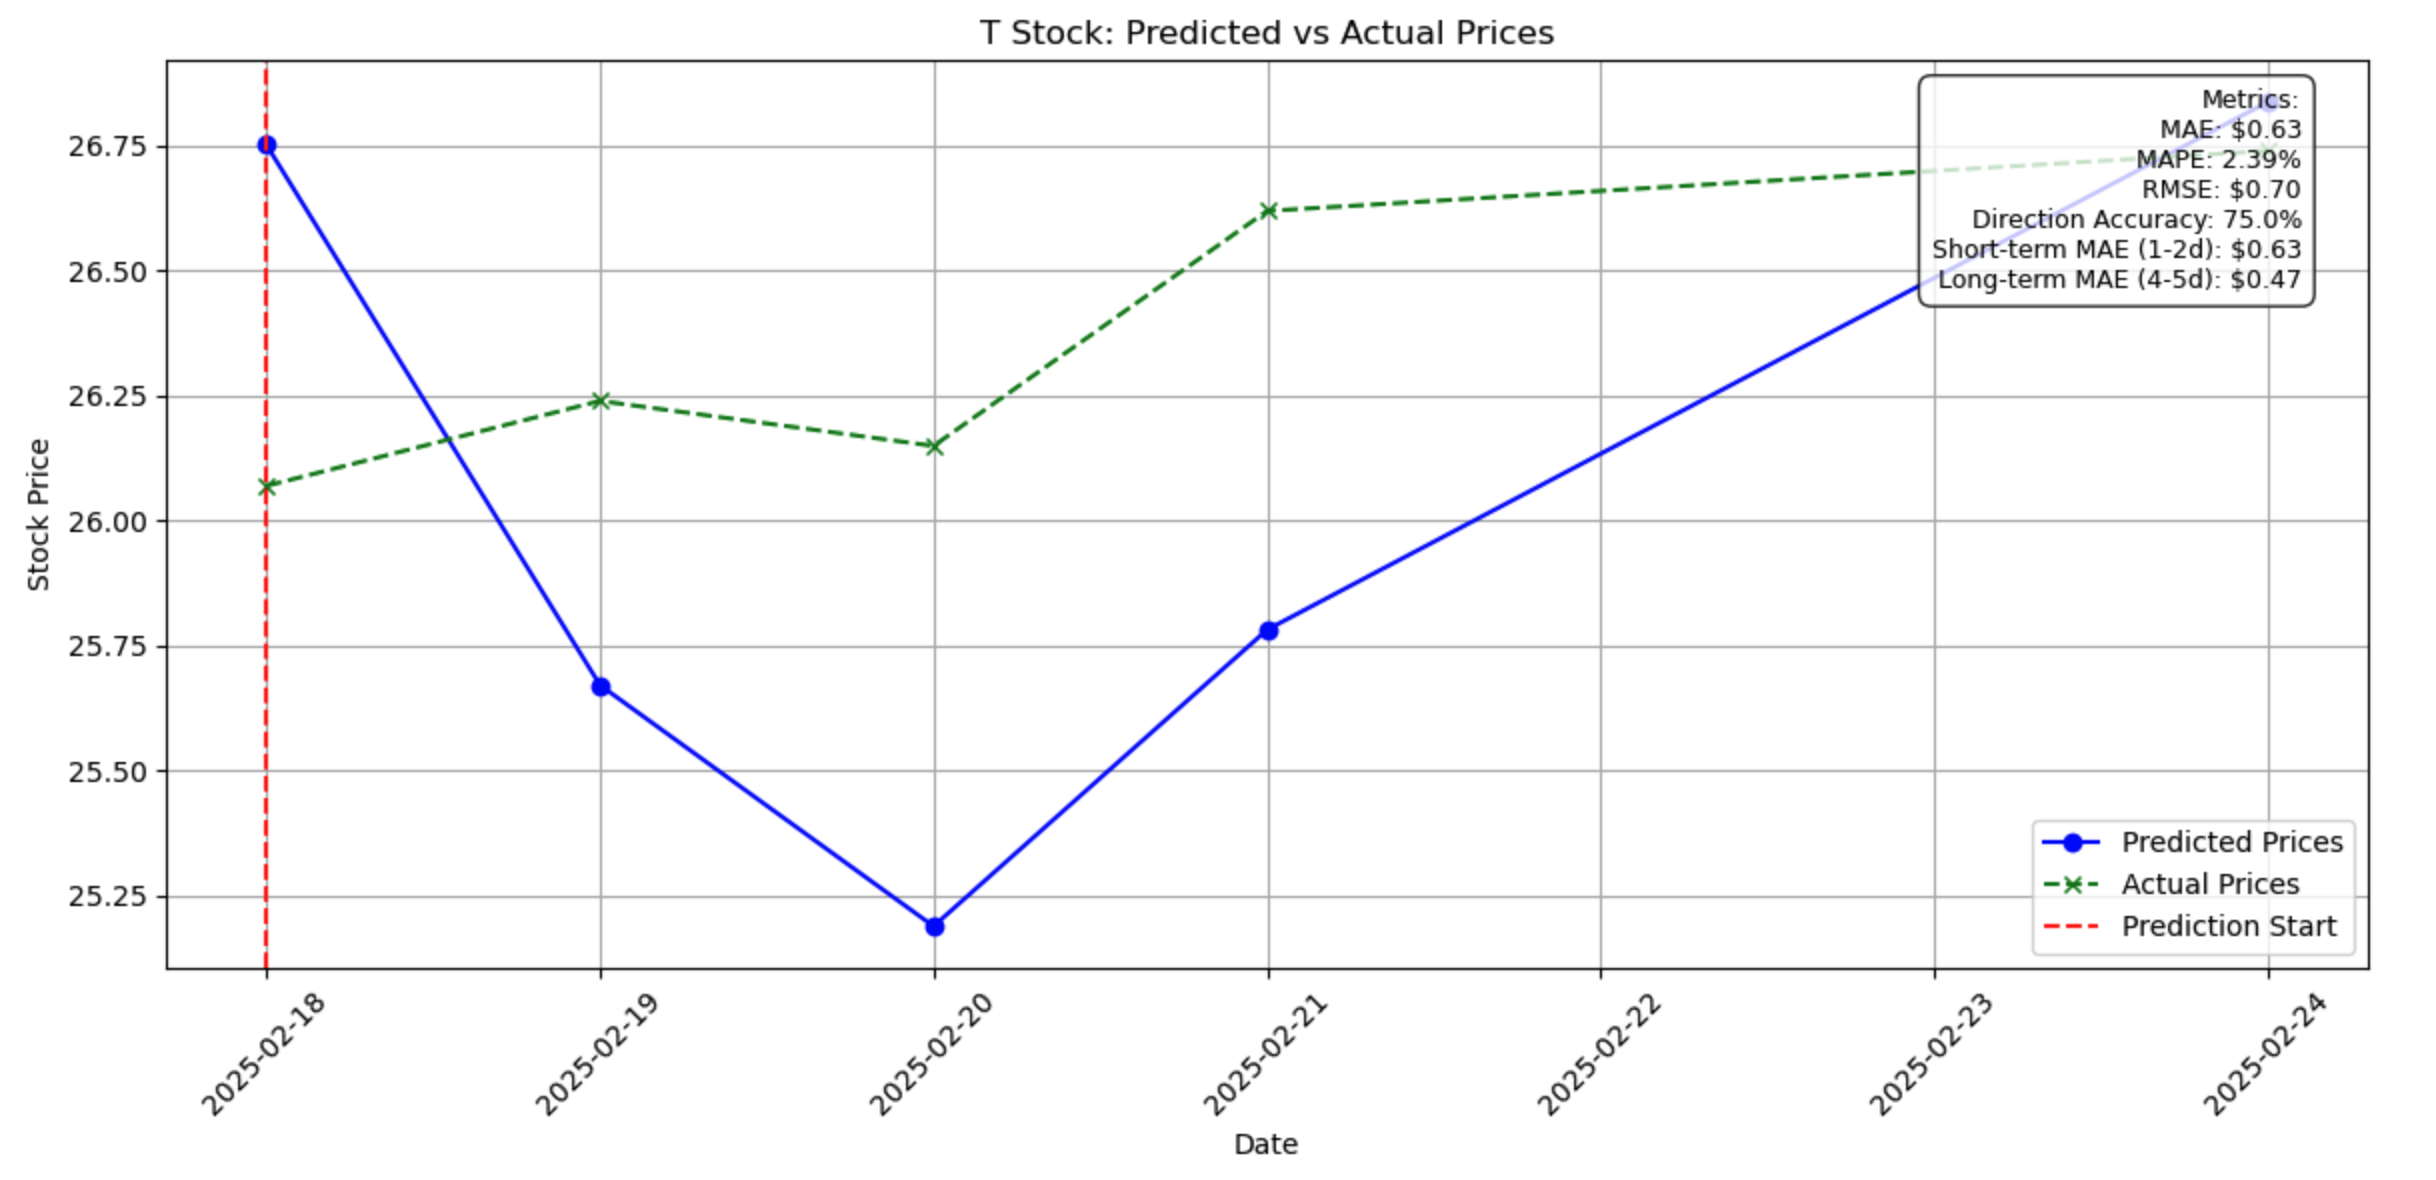 T Stock: Predicted vs Actual Prices
Metrics:
MAE: $0.63
MAPE: 2.39%
RMSE: $0.70
Direction Accuracy: 75.0%
Short-term MAE (1-2d): $0.63
Long-term MAE (4-5d): $0.47
Stock Price
26.75
26.50
26.25
26.00
25.75
25.50
25.25
Predicted Prices
Actual Prices
Prediction Start
2025-02-18
2025-02-19
2025-02-20
2025-02-21
2025-02-22
2025-02-23
2025-02-24
Date